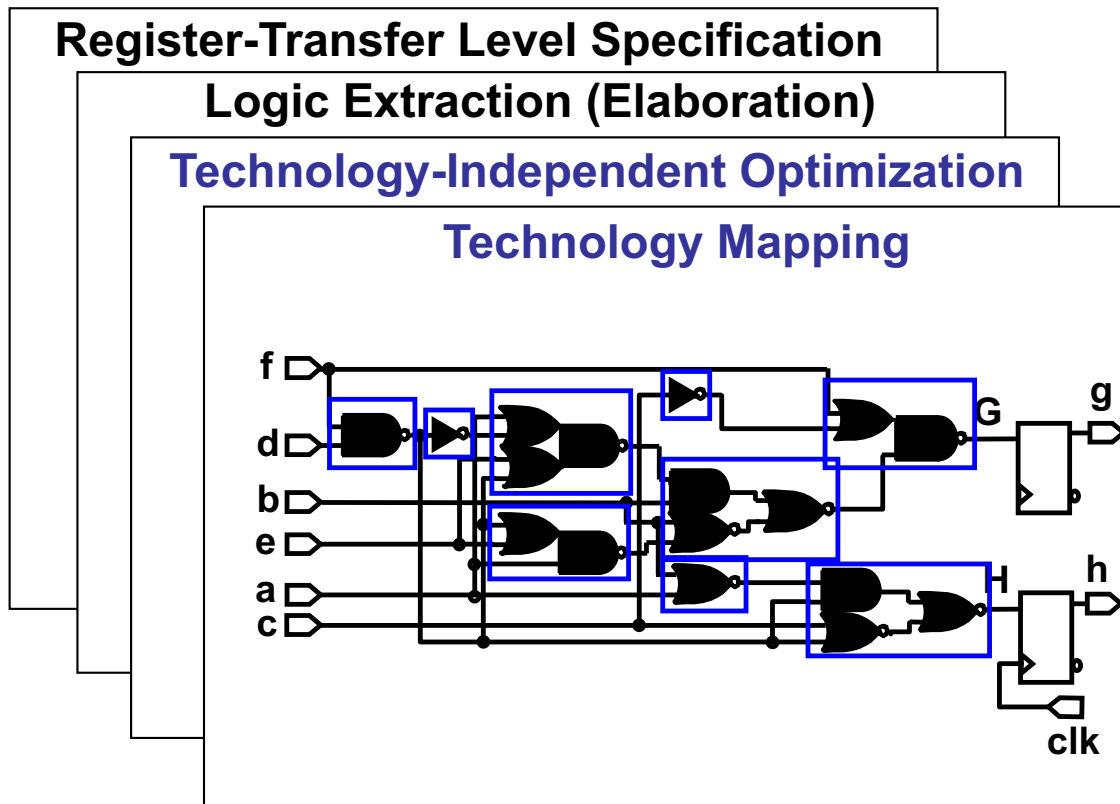 Register-Transfer Level Specification
Logic Extraction (Elaboration)
Technology-Independent Optimization
Technology Mapping
f
G
g
d
b
e
H
h
a
c
clk